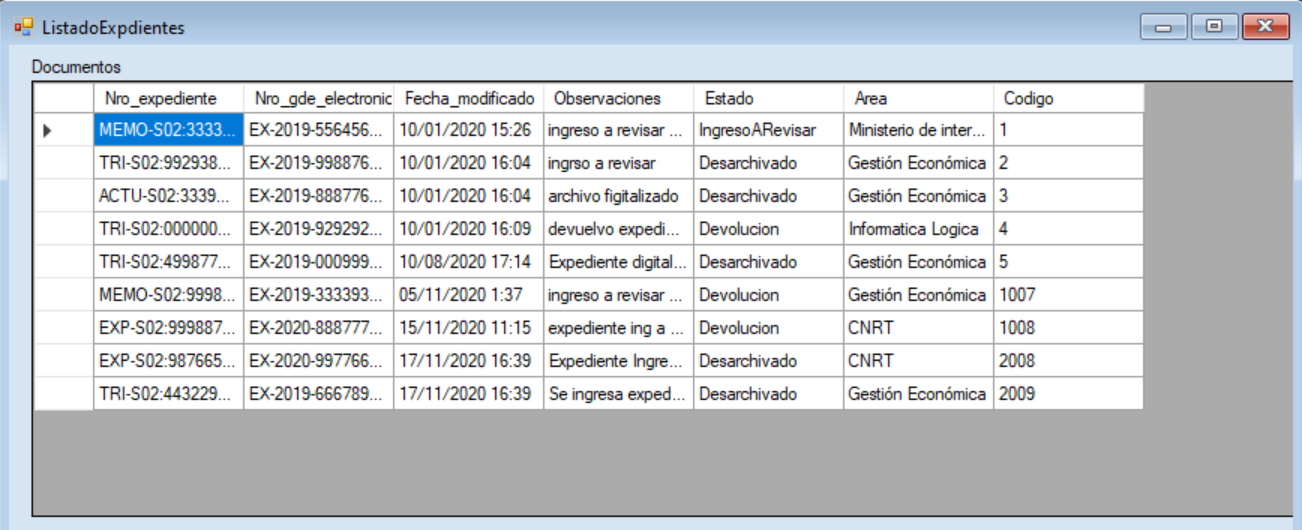 ListadoExpdientes
Documentos
Nro_expediente Nro_gde_electronic Fecha_modificado Observaciones Estado Area Codigo
MEMO-S02:3333... EX-2019-556456... 10/01/2020 15:26 ingreso a revisar ... IngresoARevisar Ministerio de inter... 1
TRI-S02:992938... EX-2019-998876... 10/01/2020 16:04 ingrso a revisar Desarchivado Gestión Económica 2
ACTU-S02:3339... EX-2019-888776... 10/01/2020 16:04 archivo figitalizado Desarchivado Gestión Económica 3
TRI-S02:000000... EX-2019-929292... 10/01/2020 16:09 devuelvo expedi... Devolucion Informatica Logica 4
TRI-S02:499877... EX-2019-000999... 10/08/2020 17:14 Expediente digital... Desarchivado Gestión Económica 5
MEMO-S02:9998... EX-2019-333393... 05/11/2020 1:37 ingreso a revisar ... Devolucion Gestión Económica 1007
EXP-S02:999887... EX-2020-888777... 15/11/2020 11:15 expediente ing a ... Devolucion CNRT 1008
EXP-S02:987665... EX-2020-997766... 17/11/2020 16:39 Expediente Ingre... Desarchivado CNRT 2008
TRI-S02:443229... EX-2019-666789... 17/11/2020 16:39 Se ingresa exped... Desarchivado Gestión Económica 2009